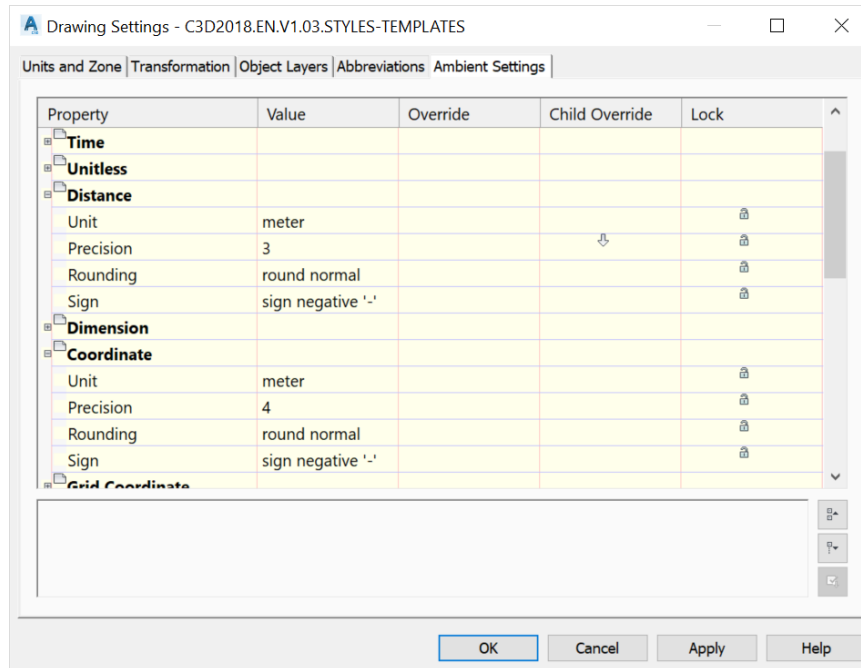 Drawing Settings - C3D2018.EN.V1.03.STYLES-TEMPLATES
Units and Zone Transformation Object Layers Abbreviations Ambient Settings
Property Value Override Child Override Lock
Time
Unitless
Distance
Unit meter
Precision 3
Rounding round normal
Sign sign negative '-'
Dimension
Coordinate
Unit meter
Precision 4
Rounding round normal
Sign sign negative '-'
Grid Coordinate
OK Cancel Apply Help